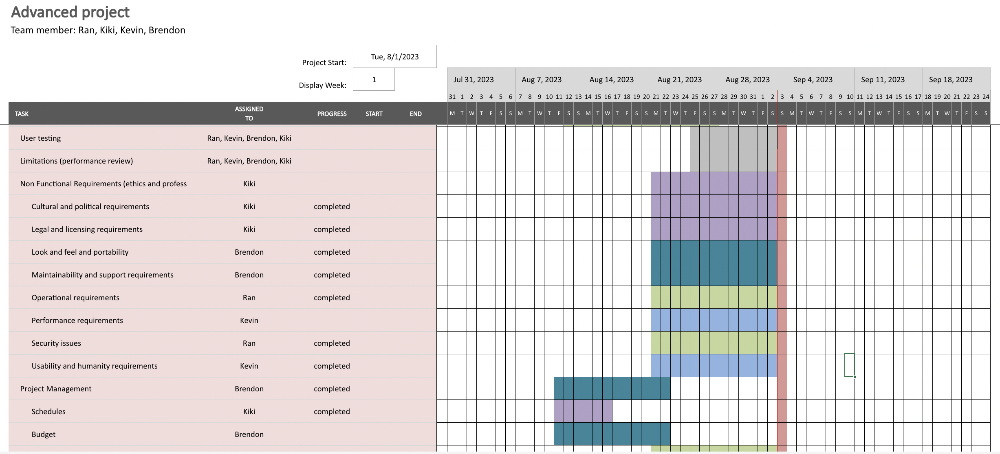 Advanced project
Team member: Ran, Kiki, Kevin, Brendon
Project Start: Tue, 8/1/2023
Display Week: 1
Jul 31, 2023 Aug 7, 2023 Aug 14, 2023 Aug 21, 2023 Aug 28, 2023 Sep 4, 2023 Sep 11, 2023 Sep 18, 2023
31 1 2 3 4 5 6 7 8 9 10 11 12 13 14 15 16 17 18 19 20 21 22 23 24 25 26 27 28 29 30 31 1 2 3 4 5 6 7 8 9 10 11 12 13 14 15 16 17 18 19 20 21 22 23 24
TASK ASSIGNED TO PROGRESS START END M T W T F S S M T W T F S S M T W T F S S M T W T F S S M T W T F S S M T W T F S S M T W T F S S M T W T F S S
User testing Ran, Kevin, Brendon, Kiki
Limitations (performance review) Ran, Kevin, Brendon, Kiki
Non Functional Requirements (ethics and profess Kiki
Cultural and political requirements Kiki completed
Legal and licensing requirements Kiki completed
Look and feel and portability Brendon completed
Maintainability and support requirements Brendon completed
Operational requirements Ran completed
Performance requirements Kevin
Security issues Ran completed
Usability and humanity requirements Kevin completed
Project Management Brendon completed
Schedules Kiki completed
Budget Brendon